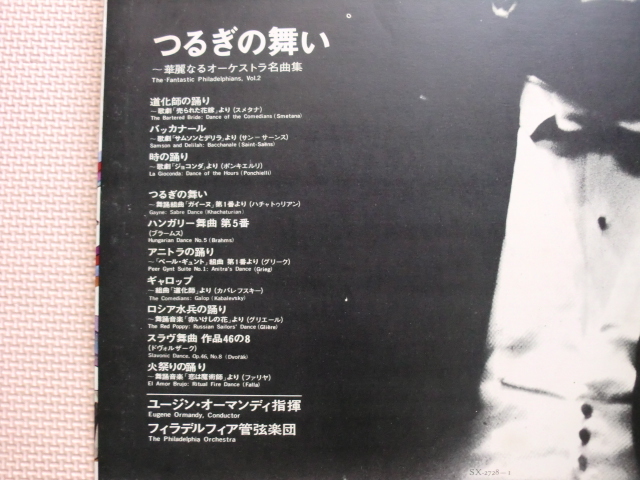 つるぎの舞い
～華麗なるオーケストラ名曲集
The Fantastic Philadelphians, Vol.2
道化師の踊り
～歌劇「売られた花嫁」より (スメタナ)
The Bartered Bride: Dance of the Comedians (Smetana)
バッカナール
～歌劇「サムソンとデリラ」より (サン－サーンス)
Samson and Delilah: Bacchanale (Saint-Saëns)
時の踊り
～歌劇「ジョコンダ」より (ポンキエルリ)
La Gioconda: Dance of the Hours (Ponchielli)
つるぎの舞い
～舞踊組曲「ガイーヌ」第1番より (ハチャトゥリアン)
Gayne: Sabre Dance (Khachaturian)
ハンガリー舞曲 第5番
(ブラームス)
Hungarian Dance No.5 (Brahms)
アニトラの踊り
～「ペール・ギュント」組曲 第1番より (グリーク)
Peer Gynt Suite No.1: Anitra's Dance (Grieg)
ギャロップ
～組曲「道化師」より (カバレフスキー)
The Comedians: Galop (Kabalevsky)
ロシア水兵の踊り
～舞踊音楽「赤いけしの花」より (グリエール)
The Red Poppy: Russian Sailors' Dance (Glière)
スラヴ舞曲 作品46の8
(ドヴォルザーク)
Slavonic Dance, Op.46, No.8 (Dvořák)
火祭りの踊り
～舞踊音楽「恋は魔術師」より (ファリヤ)
El Amor Brujo: Ritual Fire Dance (Falla)
ユージン・オーマンディ指揮
Eugene Ormandy, Conductor
フィラデルフィア管弦楽団
The Philadelphia Orchestra
SX-2728-1